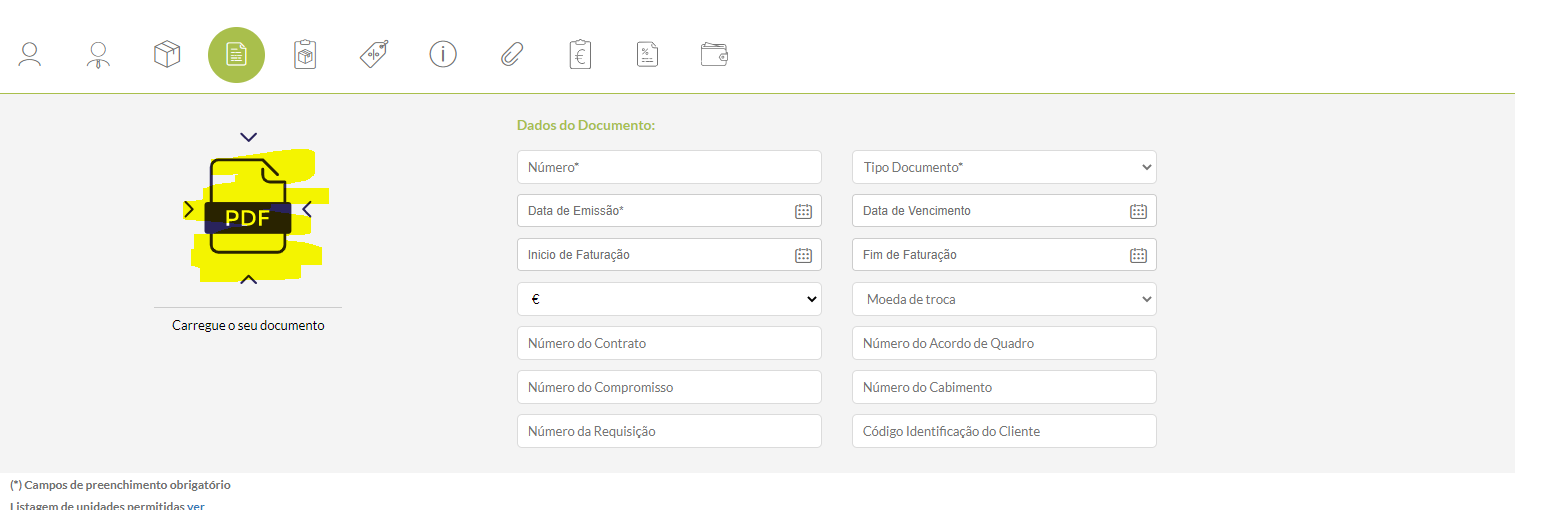 PDF
Carregue o seu documento
Dados do Documento:
Número*
Tipo Documento*
Data de Emissão*
Data de Vencimento
Inicio de Faturação
Fim de Faturação
€
Moeda de troca
Número do Contrato
Número do Acordo de Quadro
Número do Compromisso
Número do Cabimento
Número da Requisição
Código Identificação do Cliente
(*) Campos de preenchimento obrigatório
Listagem de unidades permitidas ver